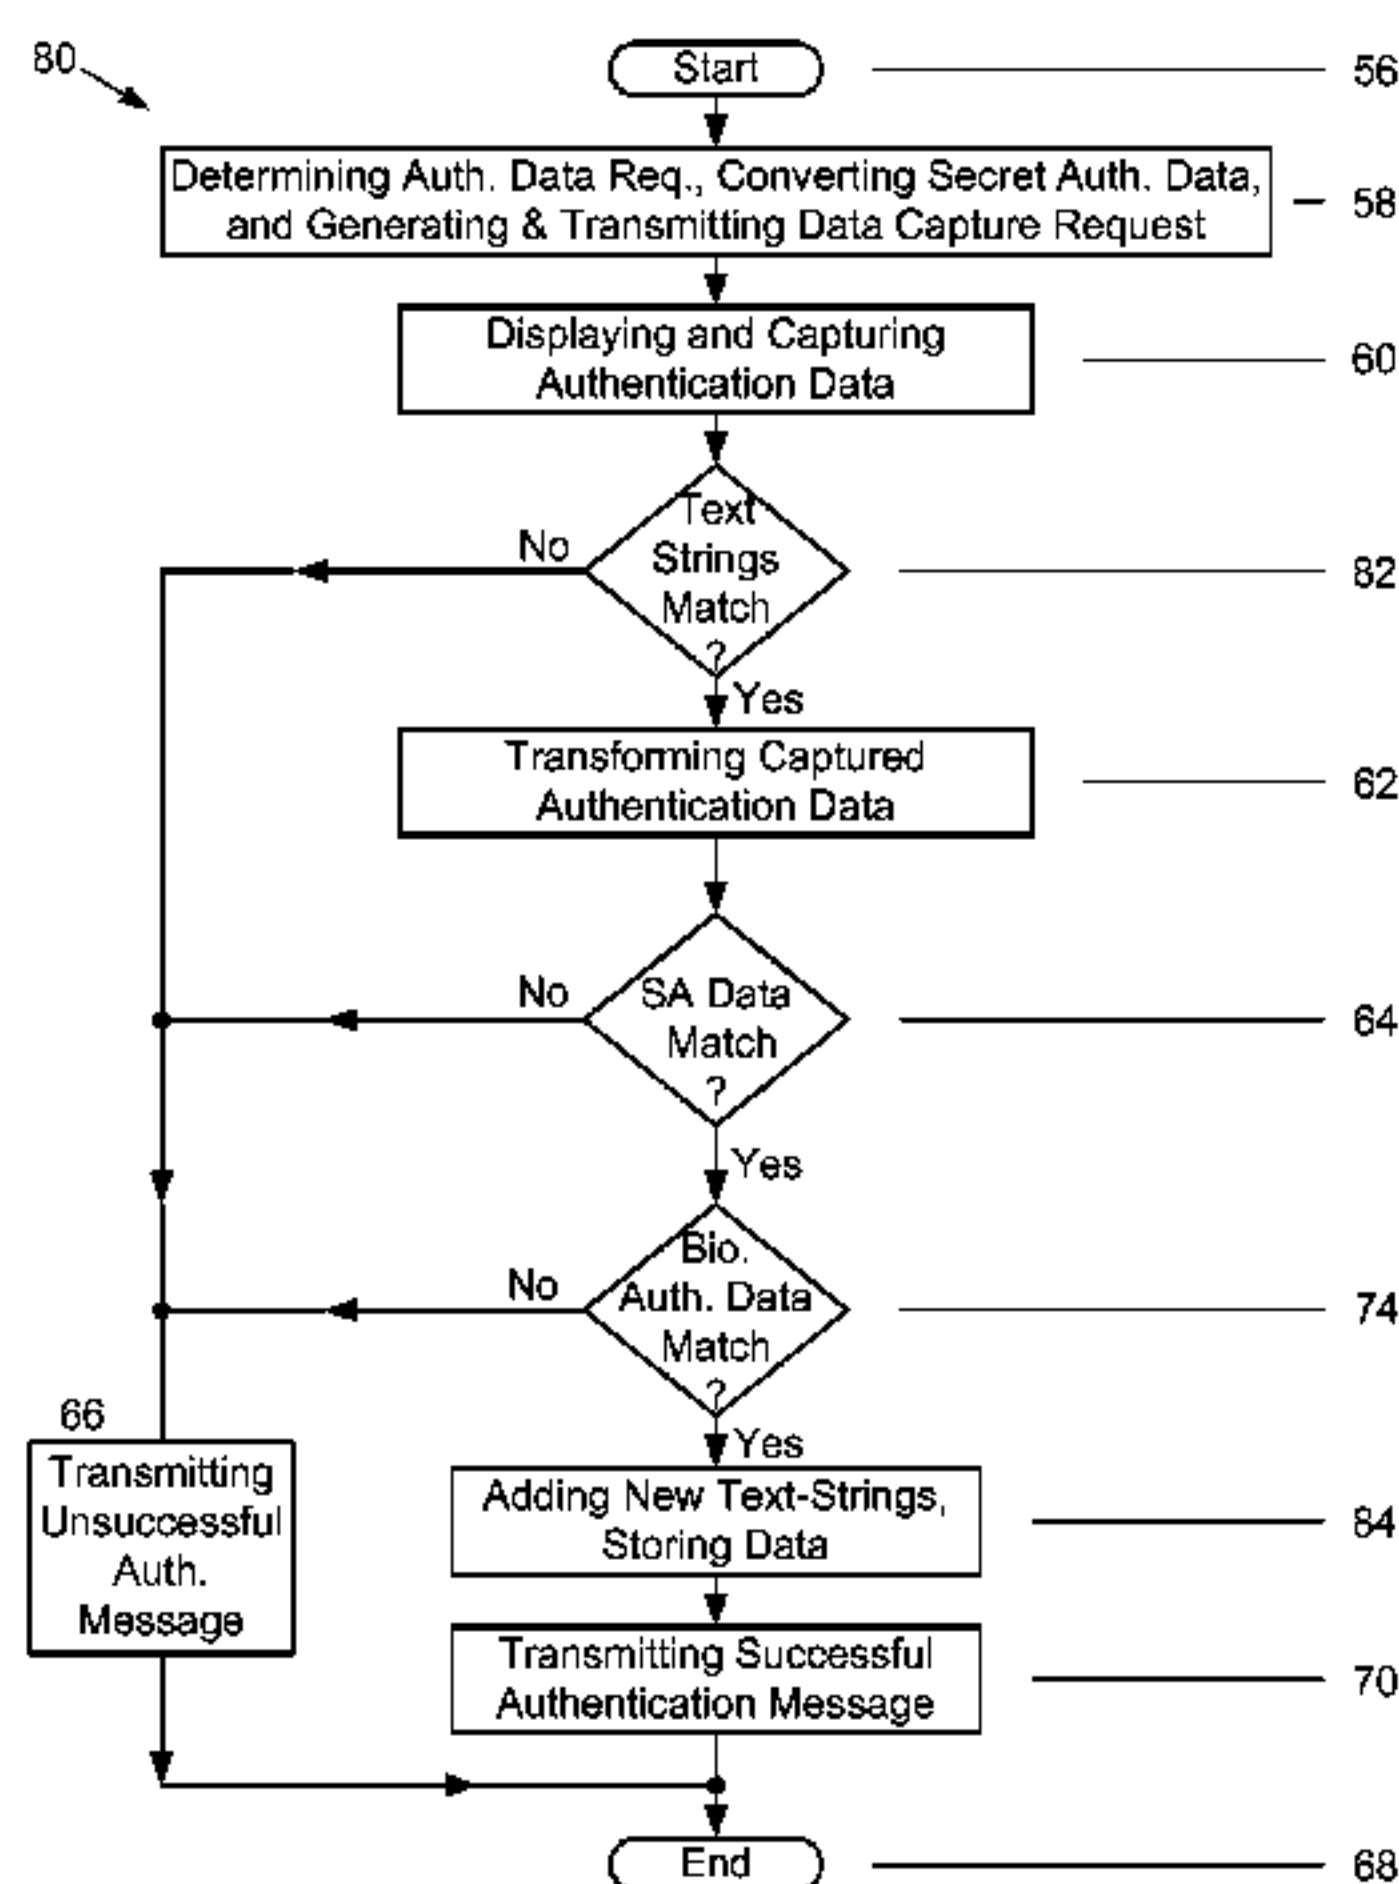 80
Start
56
Determining Auth. Data Req., Converting Secret Auth. Data,
and Generating & Transmitting Data Capture Request
58
Displaying and Capturing
Authentication Data
60
Text
Strings
Match
?
No
82
Yes
Transforming Captured
Authentication Data
62
SA Data
Match
?
No
64
Yes
Bio.
Auth. Data
Match
?
No
74
Yes
66
Transmitting
Unsuccessful
Auth.
Message
Adding New Text-Strings,
Storing Data
84
Transmitting Successful
Authentication Message
70
End
68